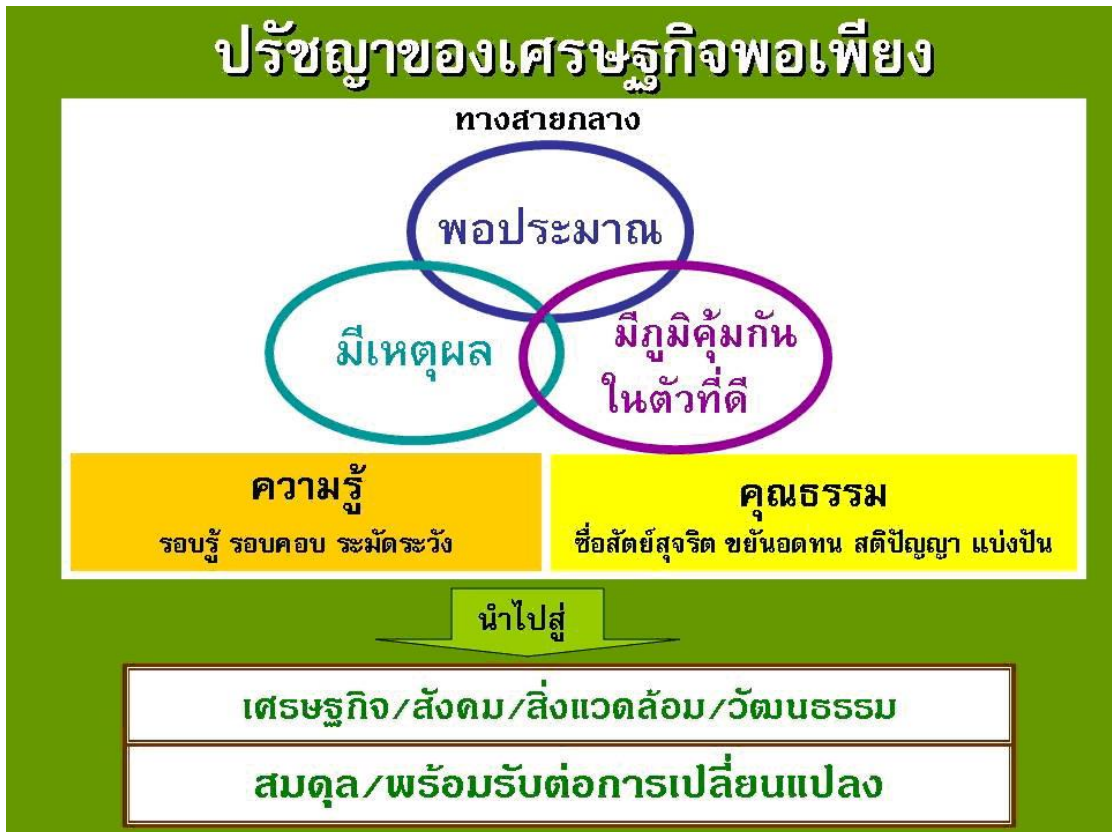 ปรัชญาของเศรษฐกิจพอเพียง
ทางสายกลาง
พอประมาณ
มีเหตุผล
มีภูมิคุ้มกัน
ในตัวที่ดี
ความรู้
รอบรู้ รอบคอบ ระมัดระวัง
คุณธรรม
ซื่อสัตย์สุจริต ขยันอดทน สติปัญญา แบ่งปัน
นำไปสู่
เศรษฐกิจ/สังคม/สิ่งแวดล้อม/วัฒนธรรม
สมดุล/พร้อมรับต่อการเปลี่ยนแปลง